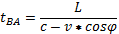 t_BA = L / (c − v * cosφ)